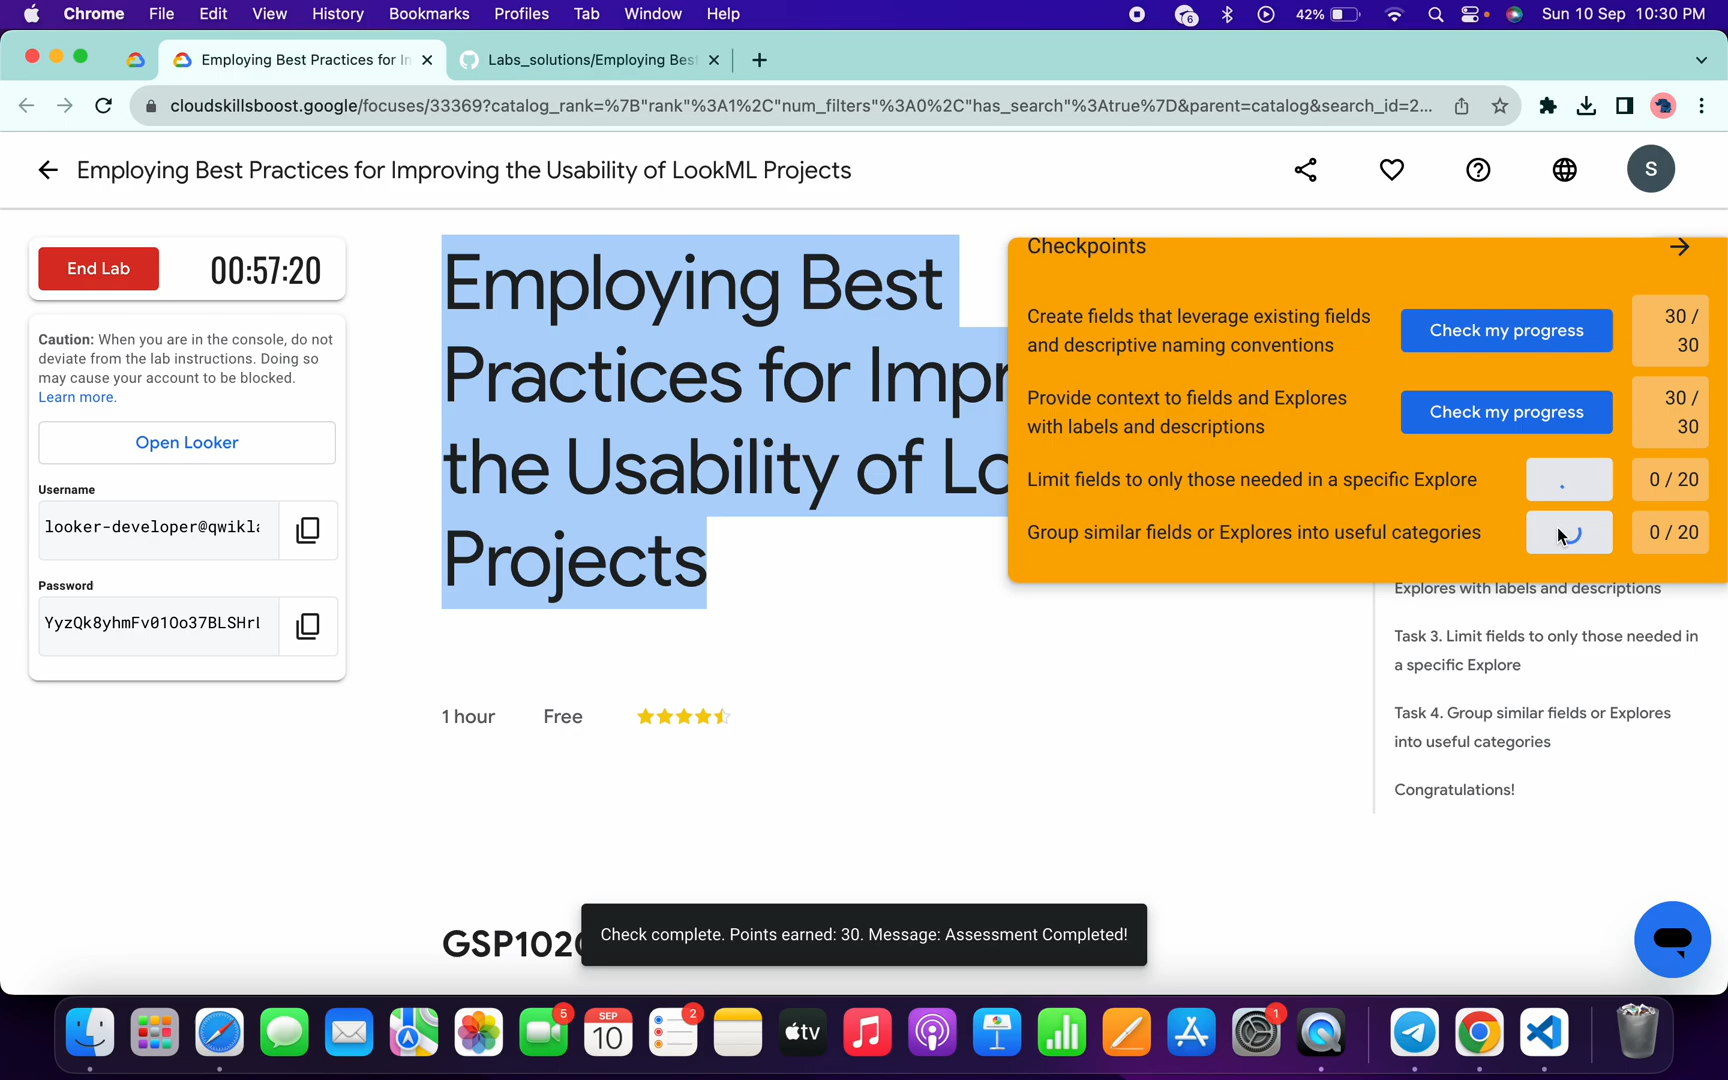 Chrome File Edit View History Bookmarks Profiles Tab Window Help 6 42% Sun 10 Sep 10:30 PM
Employing Best Practices for Labs_solutions/Employing Best
cloudskillsboost.google/focuses/33369?catalog_rank=%7B"rank"%3A1%2C"num_filters"%3A0%2C"has_search"%3Atrue%7D&parent=catalog&search_id=2...
Employing Best Practices for Improving the Usability of LookML Projects
S
End Lab 00:57:20
Caution: When you are in the console, do not
deviate from the lab instructions. Doing so
may cause your account to be blocked.
Learn more.
Open Looker
Username
looker-developer@qwikla
Password
YyzQk8yhmFv01Oo37BLSHrL
Employing Best
Practices for Impr
the Usability of Lo
Projects
1 hour Free
GSP102
Checkpoints
Create fields that leverage existing fields
and descriptive naming conventions
Check my progress
30 /
30
Provide context to fields and Explores
with labels and descriptions
Check my progress
30 /
30
Limit fields to only those needed in a specific Explore 0 / 20
Group similar fields or Explores into useful categories 0 / 20
Explores with labels and descriptions
Task 3. Limit fields to only those needed in
a specific Explore
Task 4. Group similar fields or Explores
into useful categories
Congratulations!
Check complete. Points earned: 30. Message: Assessment Completed!
5
SEP
10
2
tv
1